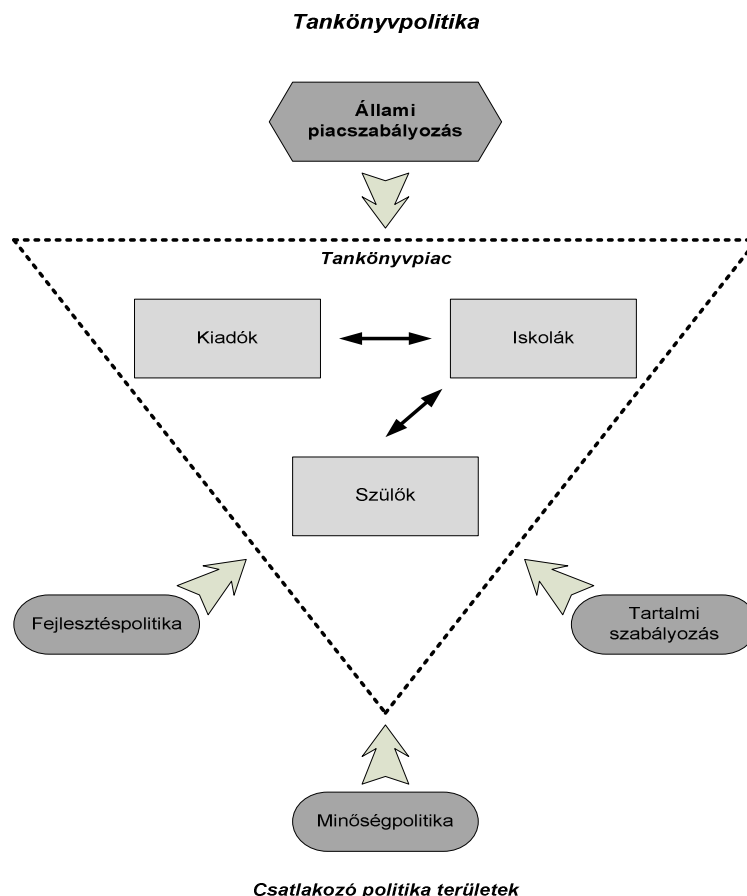 Tankönyvpolitika
Állami
piacszabályozás
Tankönyvpiac
Kiadók
Iskolák
Szülők
Fejlesztéspolitika
Tartalmi
szabályozás
Minőségpolitika
Csatlakozó politika területek